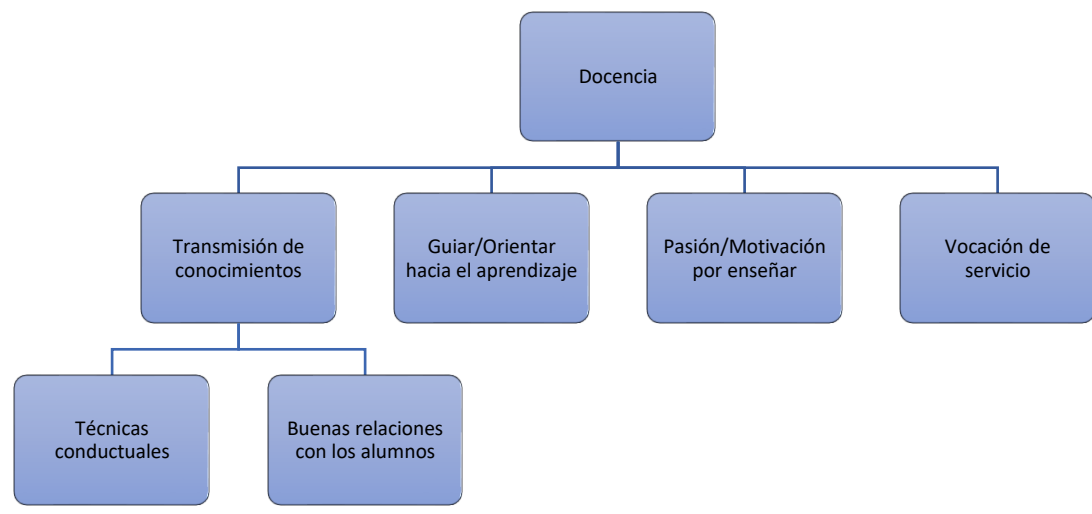 Docencia
Transmisión de
conocimientos
Guiar/Orientar
hacia el aprendizaje
Pasión/Motivación
por enseñar
Vocación de
servicio
Técnicas
conductuales
Buenas relaciones
con los alumnos